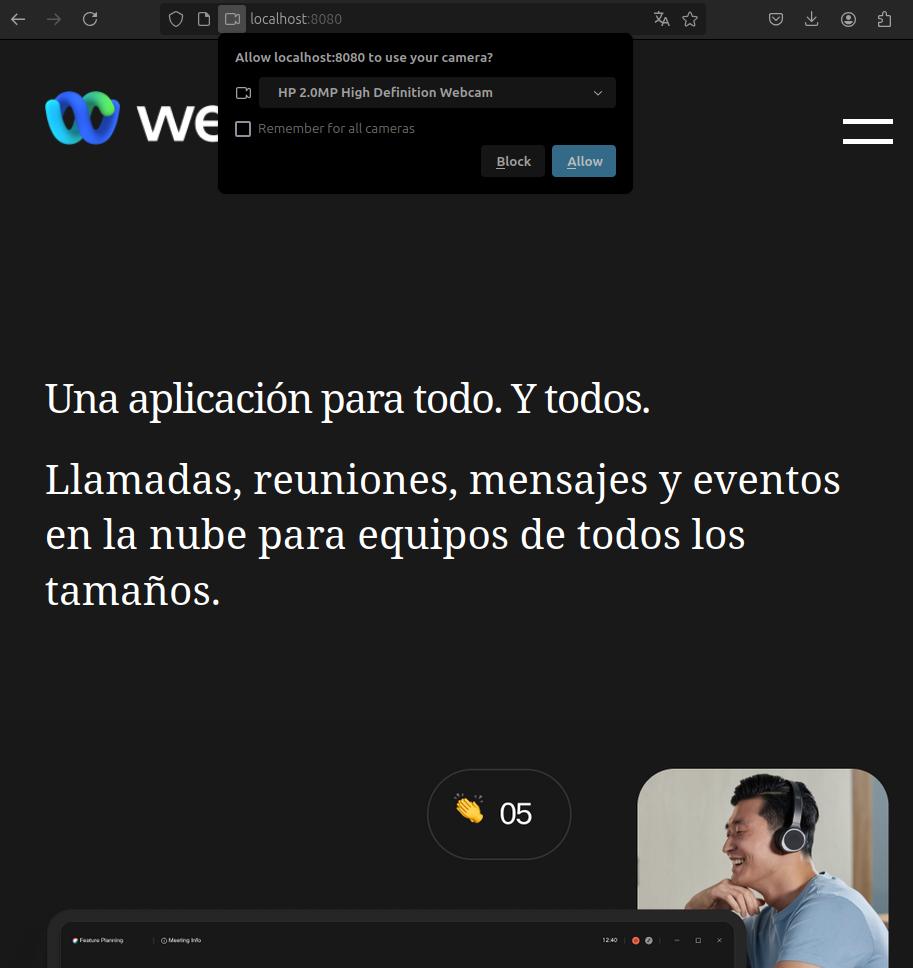 localhost:8080
Allow localhost:8080 to use your camera?
HP 2.0MP High Definition Webcam
Remember for all cameras
Block Allow
we
Una aplicación para todo. Y todos.
Llamadas, reuniones, mensajes y eventos
en la nube para equipos de todos los
tamaños.
05
Feature Planning Meeting Info 12:40